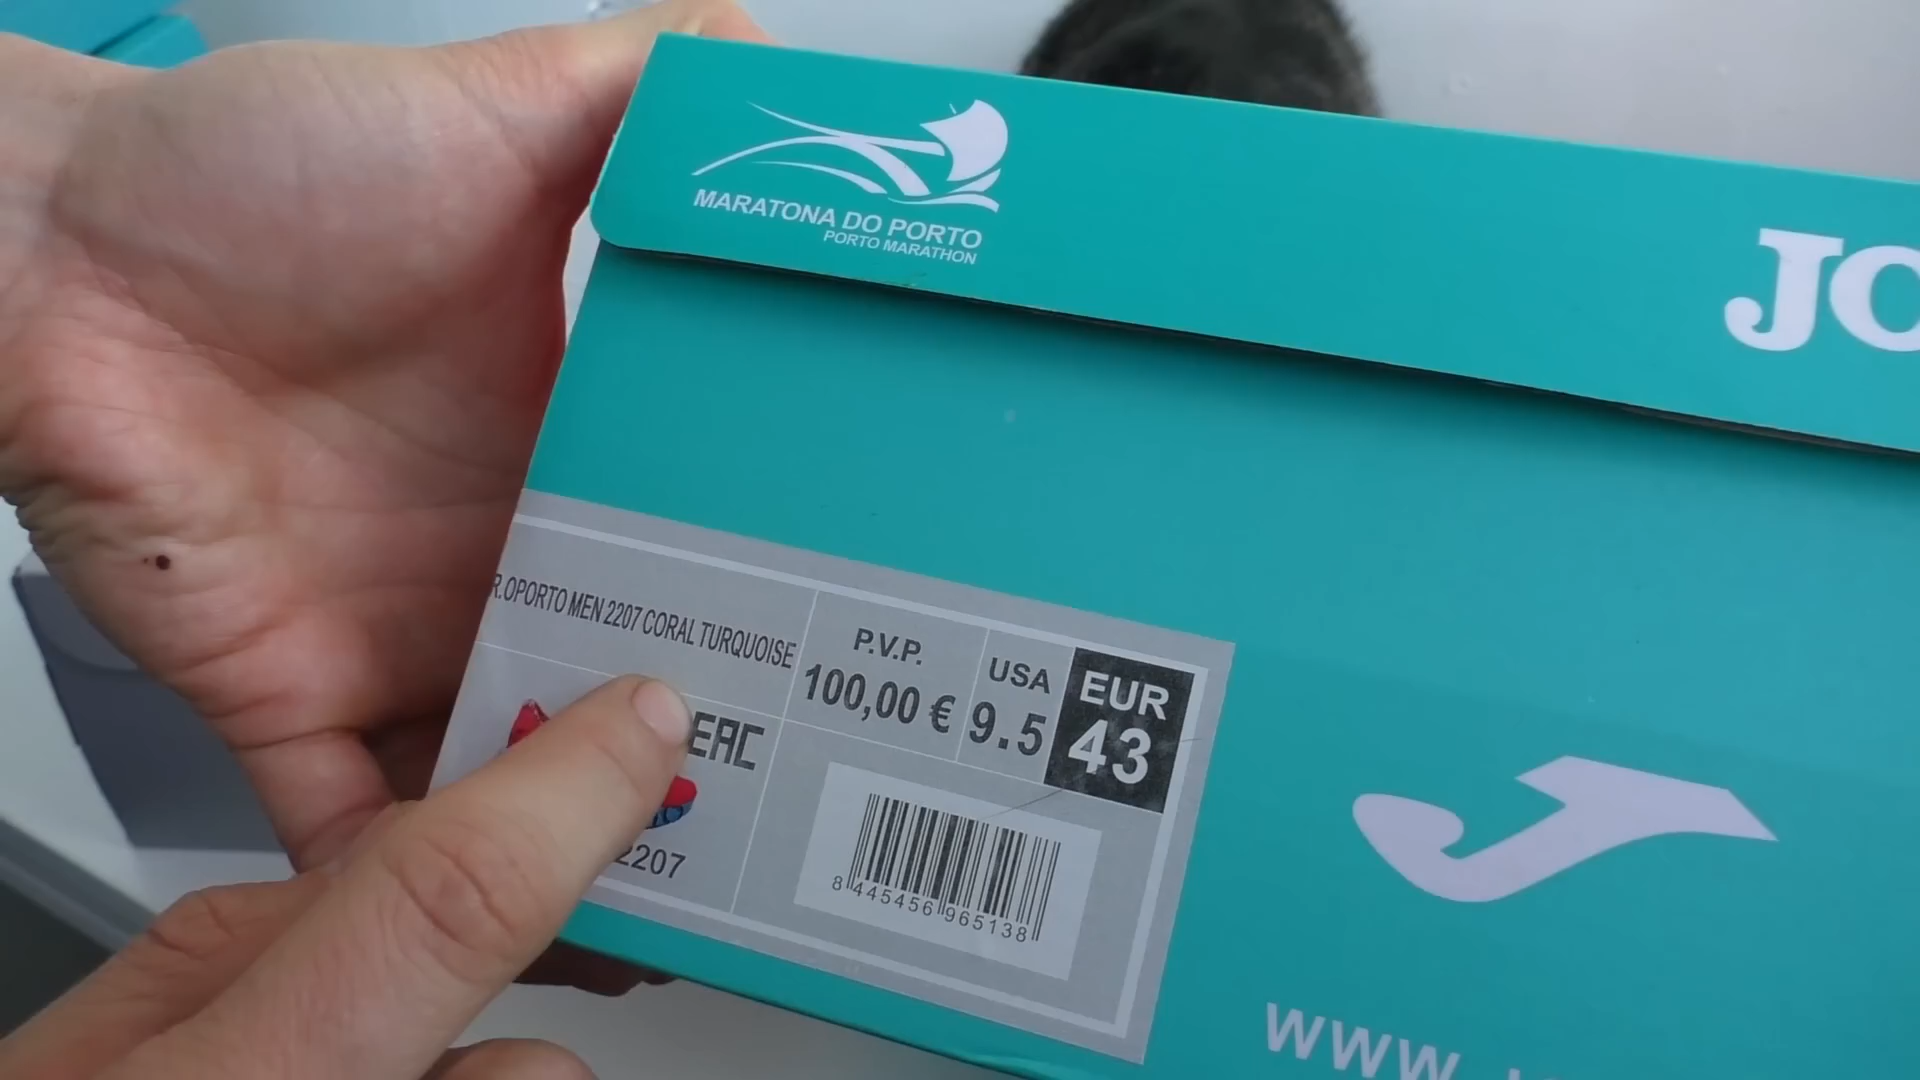 MARATONA DO PORTO
PORTO MARATHON
JO
R.OPORTO MEN 2207 CORAL TURQUOISE
P.V.P.
100,00 €
USA
9.5
EUR
43
EAC
2207
8 445456 965138
www.